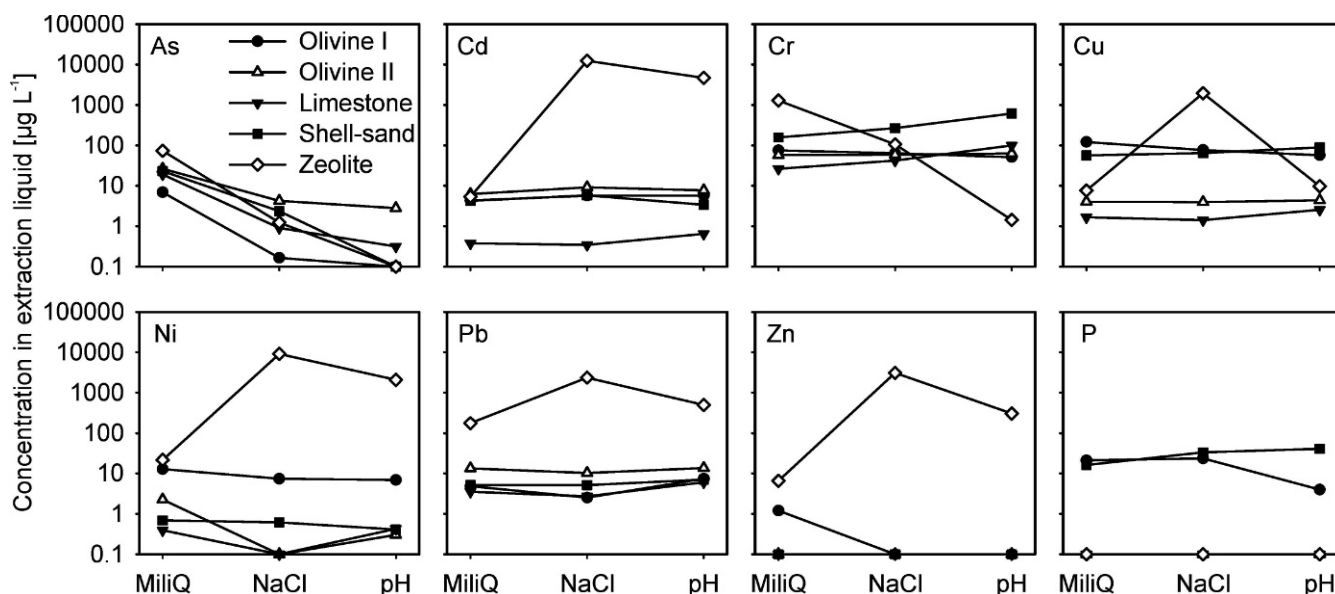 Concentration in extraction liquid [µg L⁻¹]
100000
10000
1000
100
10
1
0.1
As
Olivine I
Olivine II
Limestone
Shell-sand
Zeolite
Cd
Cr
Cu
100000
10000
1000
100
10
1
0.1
Ni
Pb
Zn
P
MiliQ NaCl pH
MiliQ NaCl pH
MiliQ NaCl pH
MiliQ NaCl pH